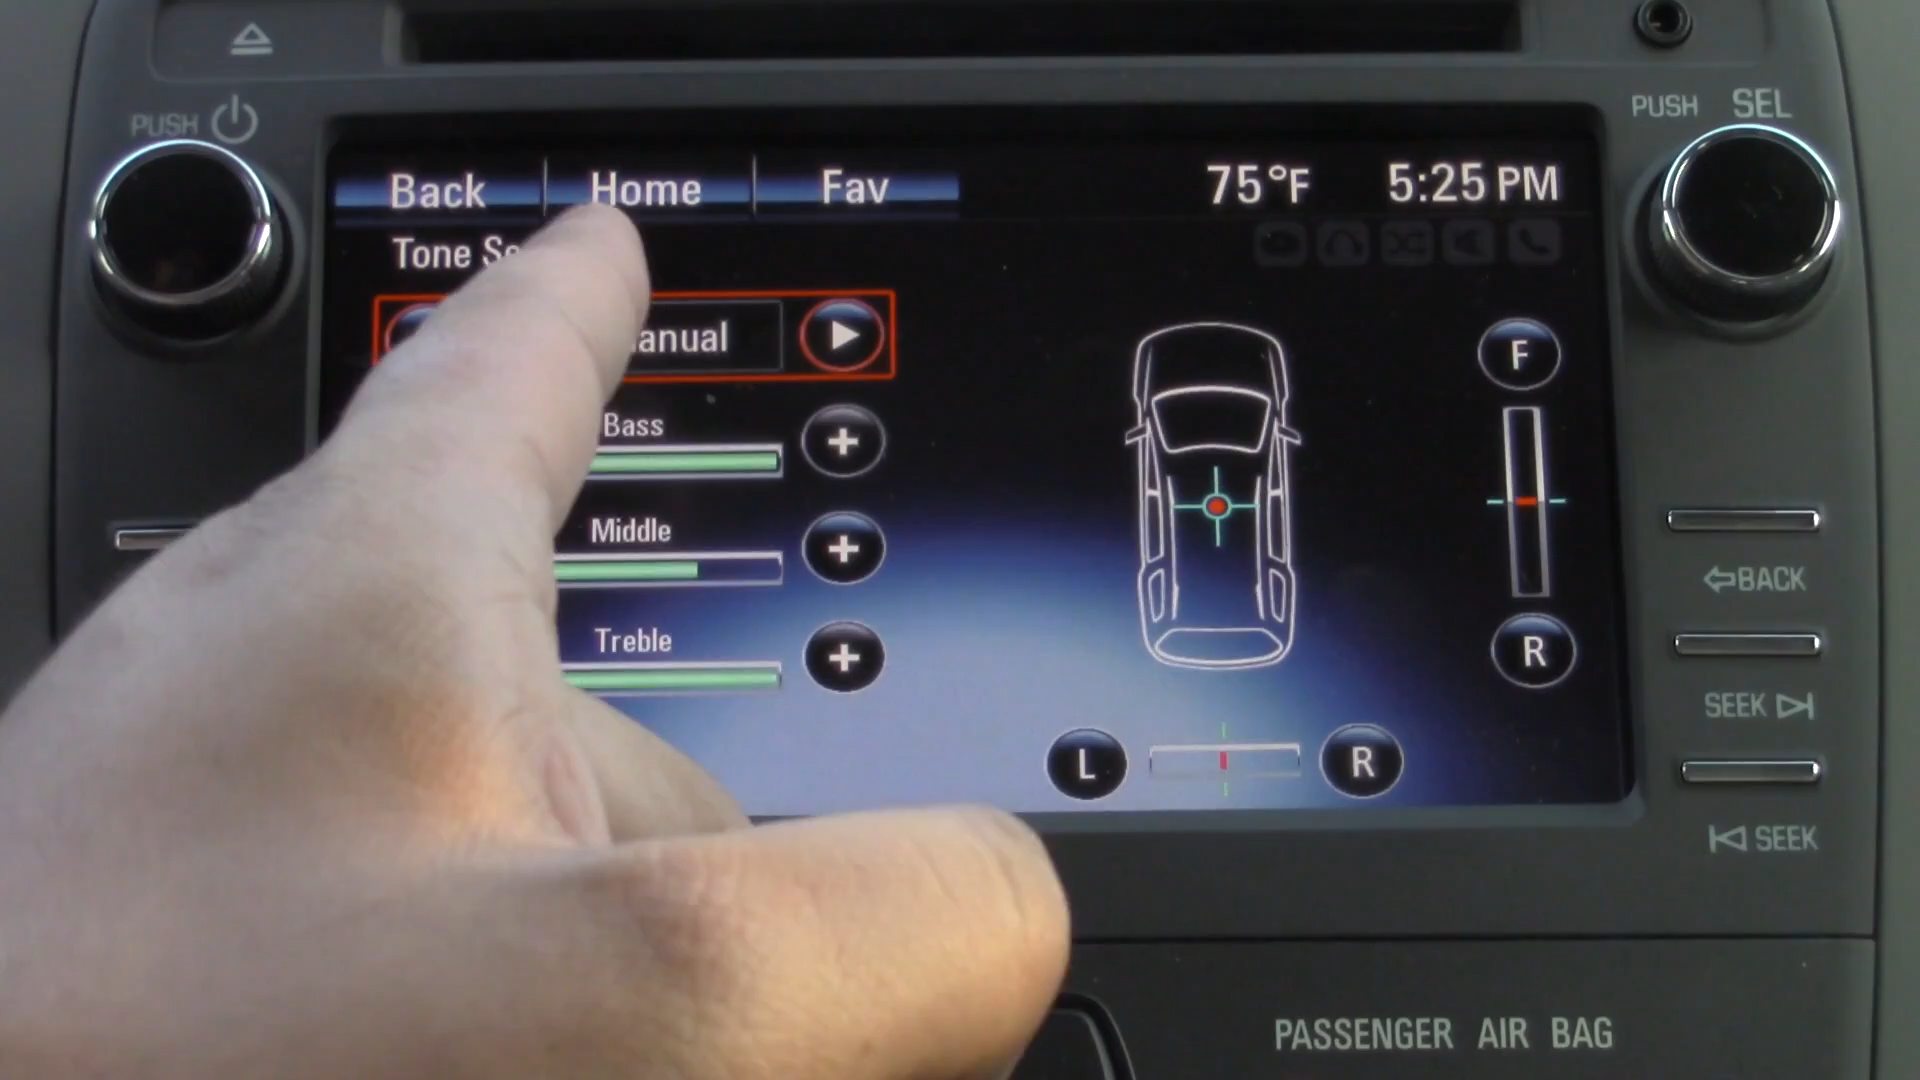 PUSH
PUSH SEL
Back Home Fav
75°F 5:25 PM
Tone
Bass
Middle
Treble
F
R
L R
BACK
SEEK
SEEK
PASSENGER AIR BAG